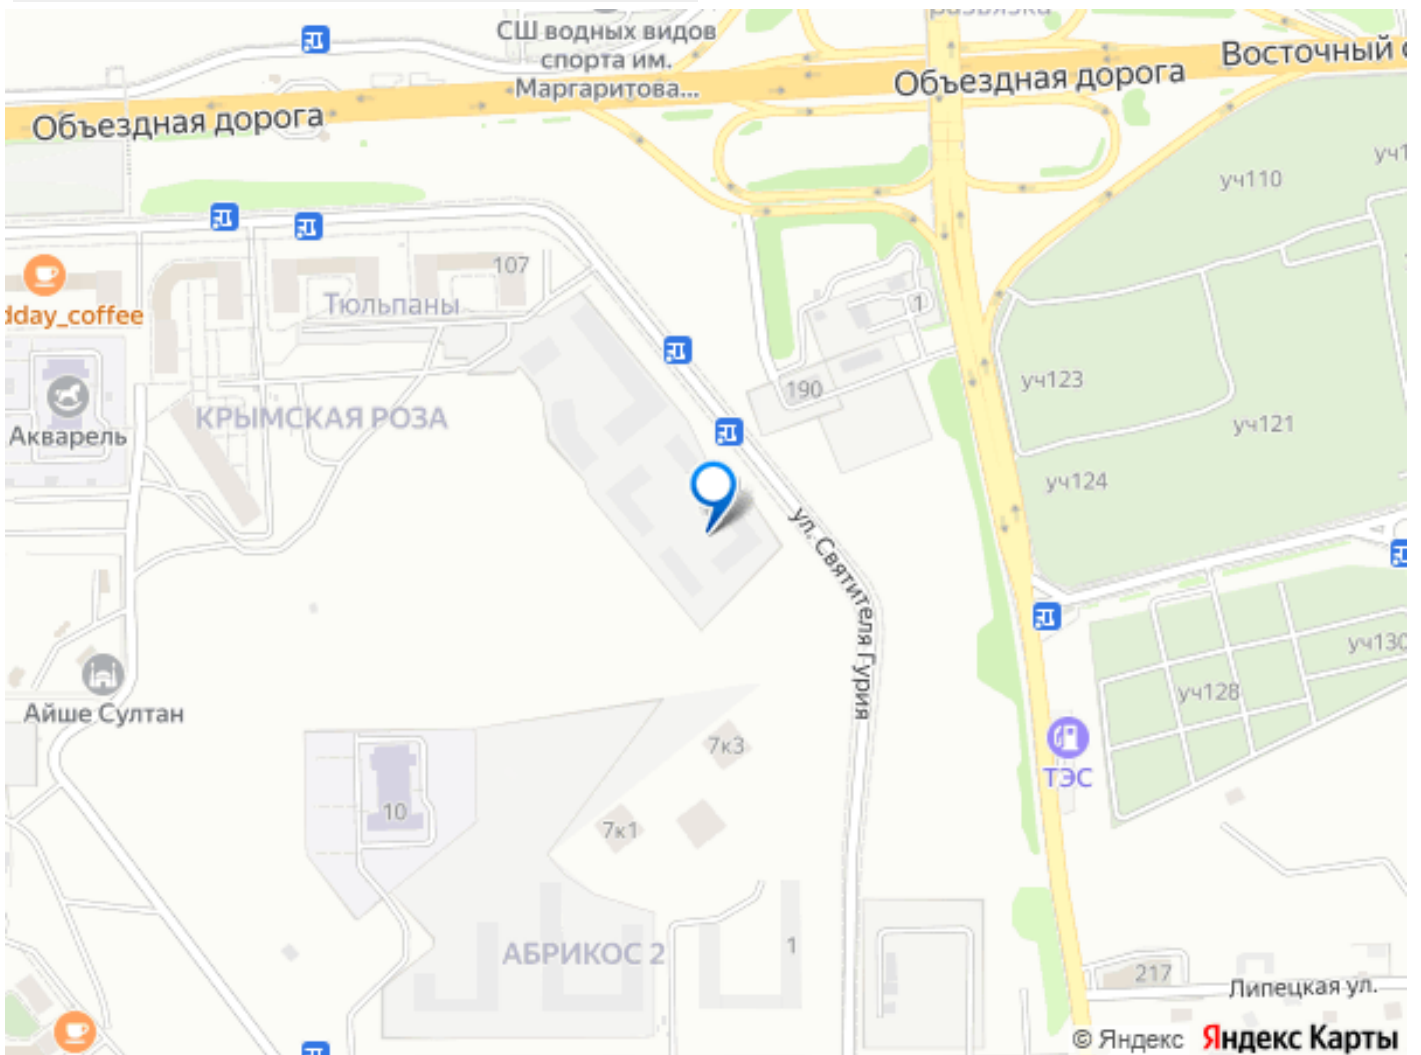 СШ водных видов
спорта им.
Маргаритова...
развязка
Восточный
Объездная дорога
Объездная дорога
уч110
107
Тюльпаны
1
dday_coffee
190
уч123
КРЫМСКАЯ РОЗА
Акварель
уч121
уч124
ул. Святителя Гурия
уч130
уч128
Айше Султан
7к3
ТЭС
10
7к1
АБРИКОС 2
1
217
Липецкая ул.
© Яндекс Яндекс Карты